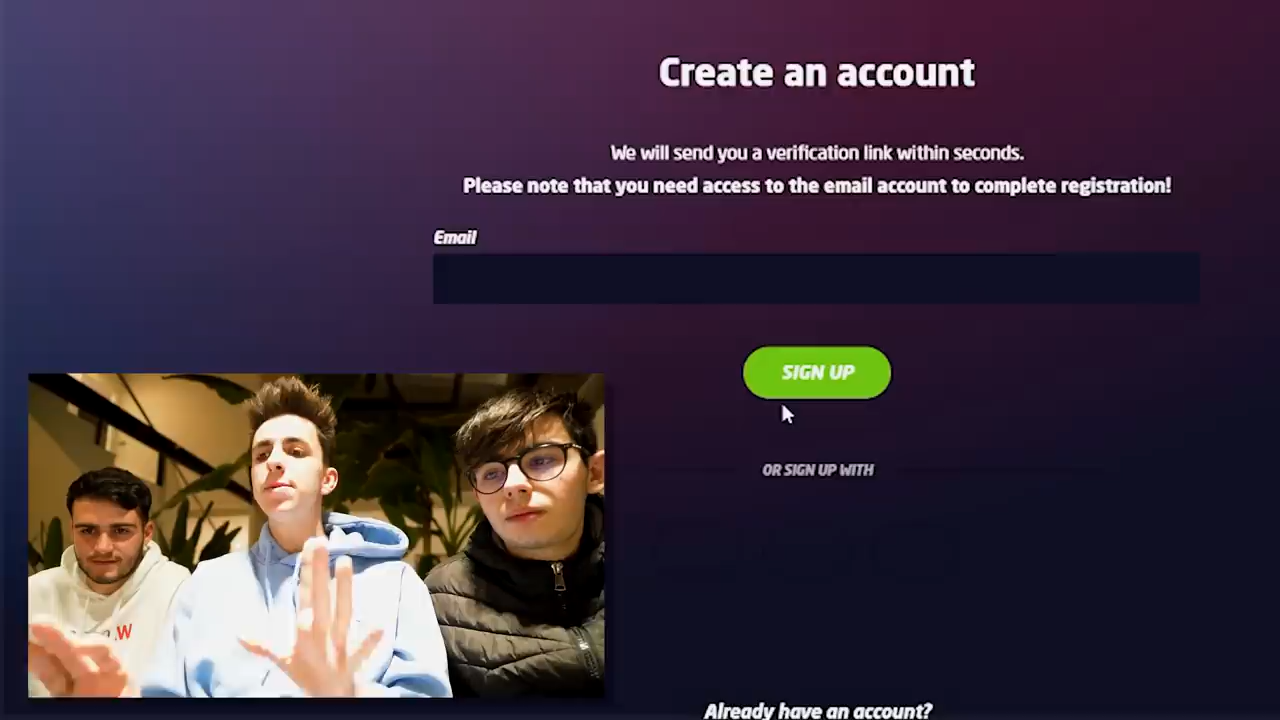 Create an account
We will send you a verification link within seconds.
Please note that you need access to the email account to complete registration!
Email
SIGN UP
OR SIGN UP WITH
Already have an account?